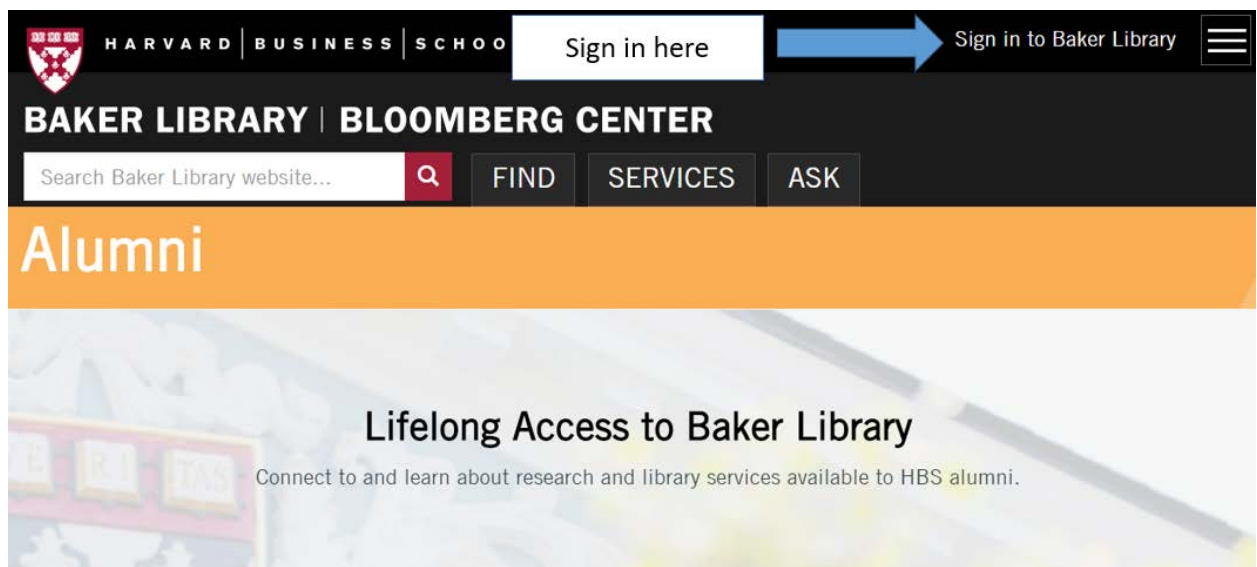 HARVARD | BUSINESS | SCHOO
Sign in here
Sign in to Baker Library
BAKER LIBRARY | BLOOMBERG CENTER
Search Baker Library website...
FIND
SERVICES
ASK
Alumni
Lifelong Access to Baker Library
Connect to and learn about research and library services available to HBS alumni.
E RI TAS